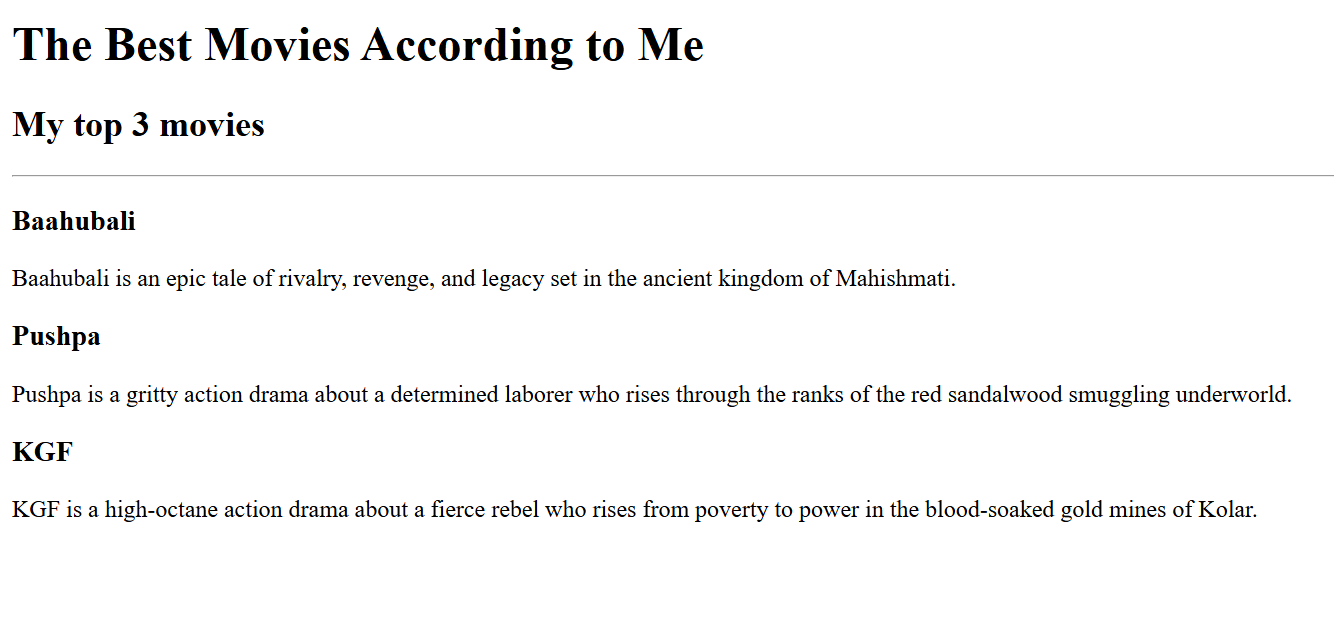 The Best Movies According to Me
My top 3 movies
Baahubali
Baahubali is an epic tale of rivalry, revenge, and legacy set in the ancient kingdom of Mahishmati.
Pushpa
Pushpa is a gritty action drama about a determined laborer who rises through the ranks of the red sandalwood smuggling underworld.
KGF
KGF is a high-octane action drama about a fierce rebel who rises from poverty to power in the blood-soaked gold mines of Kolar.